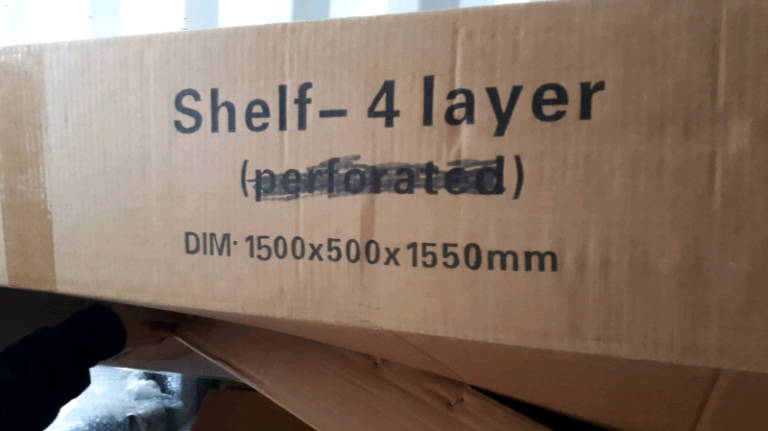 Shelf- 4 layer
(perforated)
DIM· 1500x500x1550mm